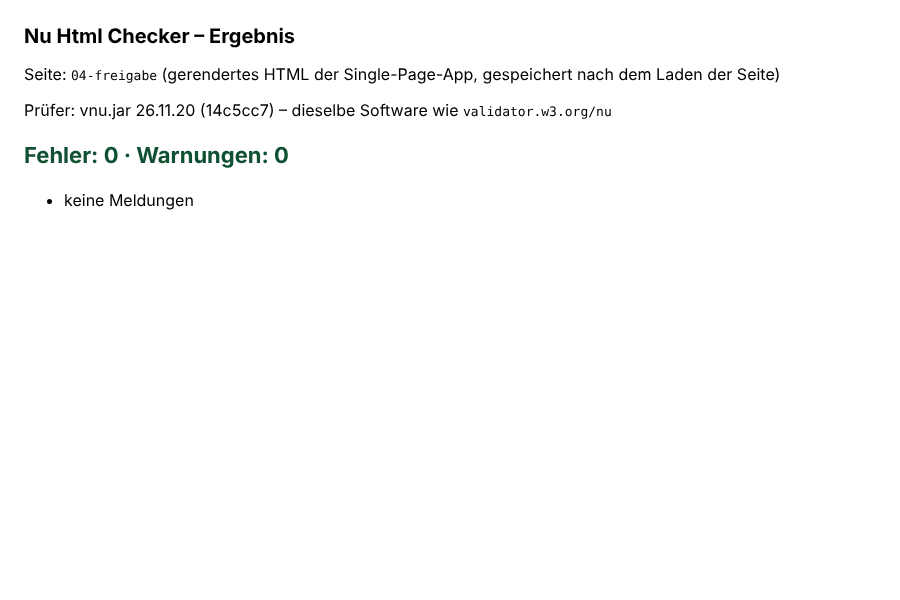 Nu Html Checker – Ergebnis
Seite: 04-freigabe (gerendertes HTML der Single-Page-App, gespeichert nach dem Laden der Seite)
Prüfer: vnu.jar 26.11.20 (14c5cc7) – dieselbe Software wie validator.w3.org/nu
Fehler: 0 · Warnungen: 0
• keine Meldungen